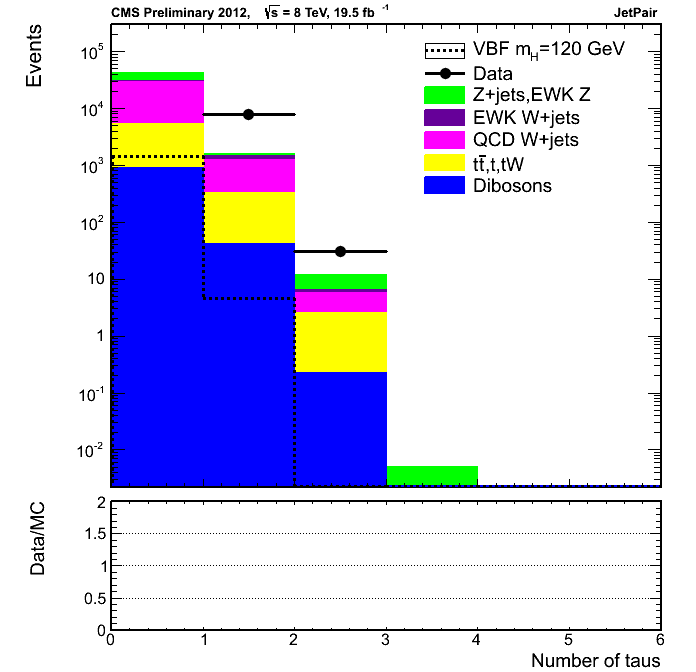 CMS Preliminary 2012, √s = 8 TeV, 19.5 fb⁻¹ JetPair
Events
10⁵
10⁴
10³
10²
10
1
10⁻¹
10⁻²
VBF m_H=120 GeV
Data
Z+jets,EWK Z
EWK W+jets
QCD W+jets
tt̄,t,tW
Dibosons
Data/MC
2
1.5
1
0.5
0
0 1 2 3 4 5 6
Number of taus